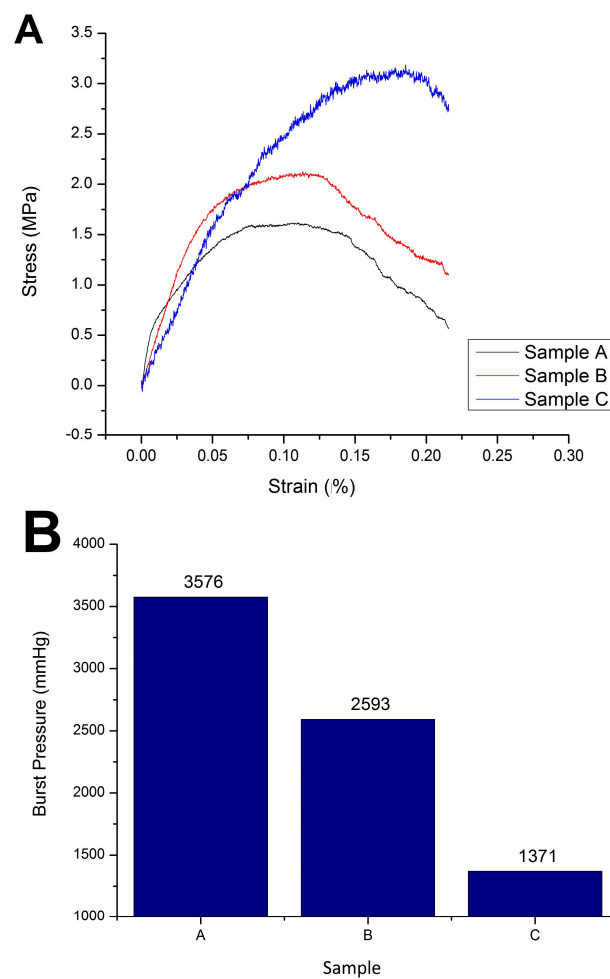 A
3.5
3.0
2.5
2.0
1.5
1.0
0.5
0.0
-0.5
Stress (MPa)
Sample A
Sample B
Sample C
0.00 0.05 0.10 0.15 0.20 0.25 0.30
Strain (%)
B
4000
3500
3000
2500
2000
1500
1000
Burst Pressure (mmHg)
3576
2593
1371
A B C
Sample